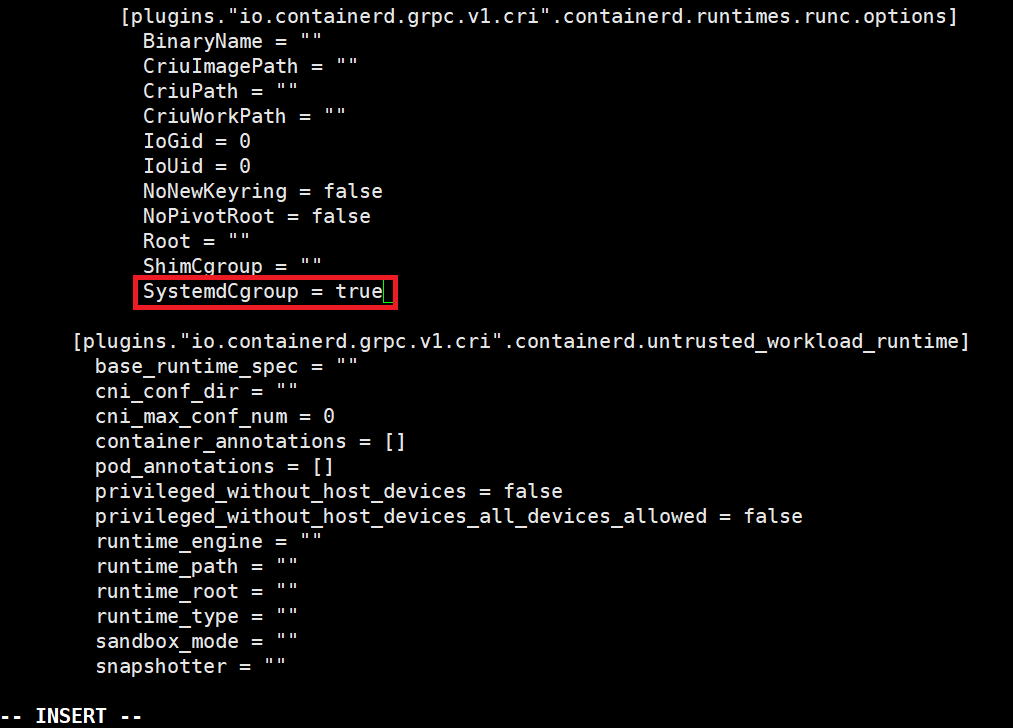 [plugins."io.containerd.grpc.v1.cri".containerd.runtimes.runc.options]
BinaryName = ""
CriuImagePath = ""
CriuPath = ""
CriuWorkPath = ""
IoGid = 0
IoUid = 0
NoNewKeyring = false
NoPivotRoot = false
Root = ""
ShimCgroup = ""
SystemdCgroup = true
[plugins."io.containerd.grpc.v1.cri".containerd.untrusted_workload_runtime]
base_runtime_spec = ""
cni_conf_dir = ""
cni_max_conf_num = 0
container_annotations = []
pod_annotations = []
privileged_without_host_devices = false
privileged_without_host_devices_all_devices_allowed = false
runtime_engine = ""
runtime_path = ""
runtime_root = ""
runtime_type = ""
sandbox_mode = ""
snapshotter = ""
-- INSERT --